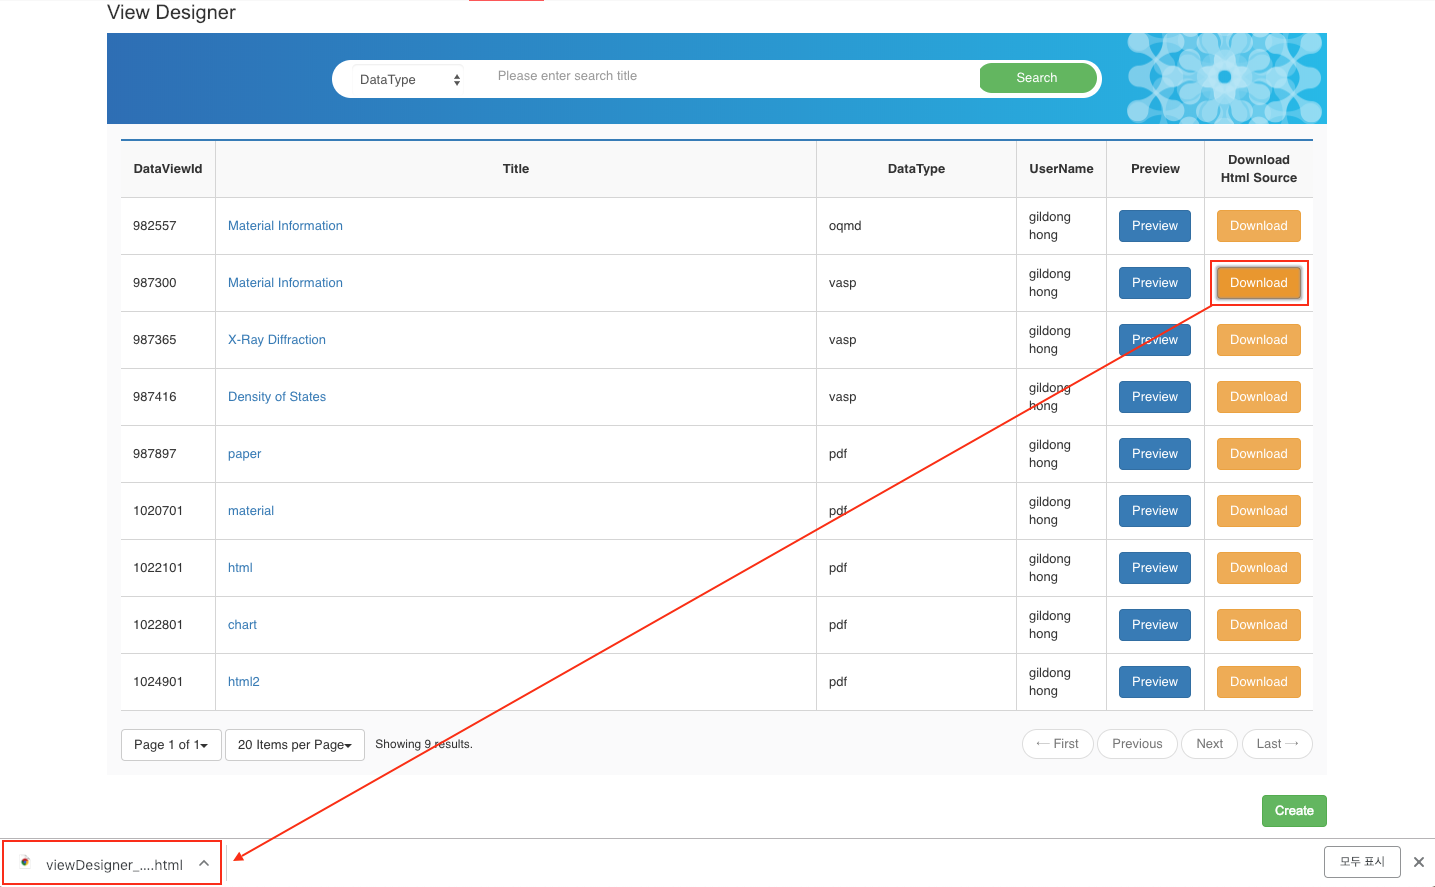 View Designer
DataType Please enter search title Search
DataViewId Title DataType UserName Preview Download
Html Source
982557 Material Information oqmd gildong
hong Preview Download
987300 Material Information vasp gildong
hong Preview Download
987365 X-Ray Diffraction vasp gildong
hong Preview Download
987416 Density of States vasp gildong
hong Preview Download
987897 paper pdf gildong
hong Preview Download
1020701 material pdf gildong
hong Preview Download
1022101 html pdf gildong
hong Preview Download
1022801 chart pdf gildong
hong Preview Download
1024901 html2 pdf gildong
hong Preview Download
Page 1 of 1 20 Items per Page Showing 9 results. ← First Previous Next Last →
Create
viewDesigner_....html 모두 표시